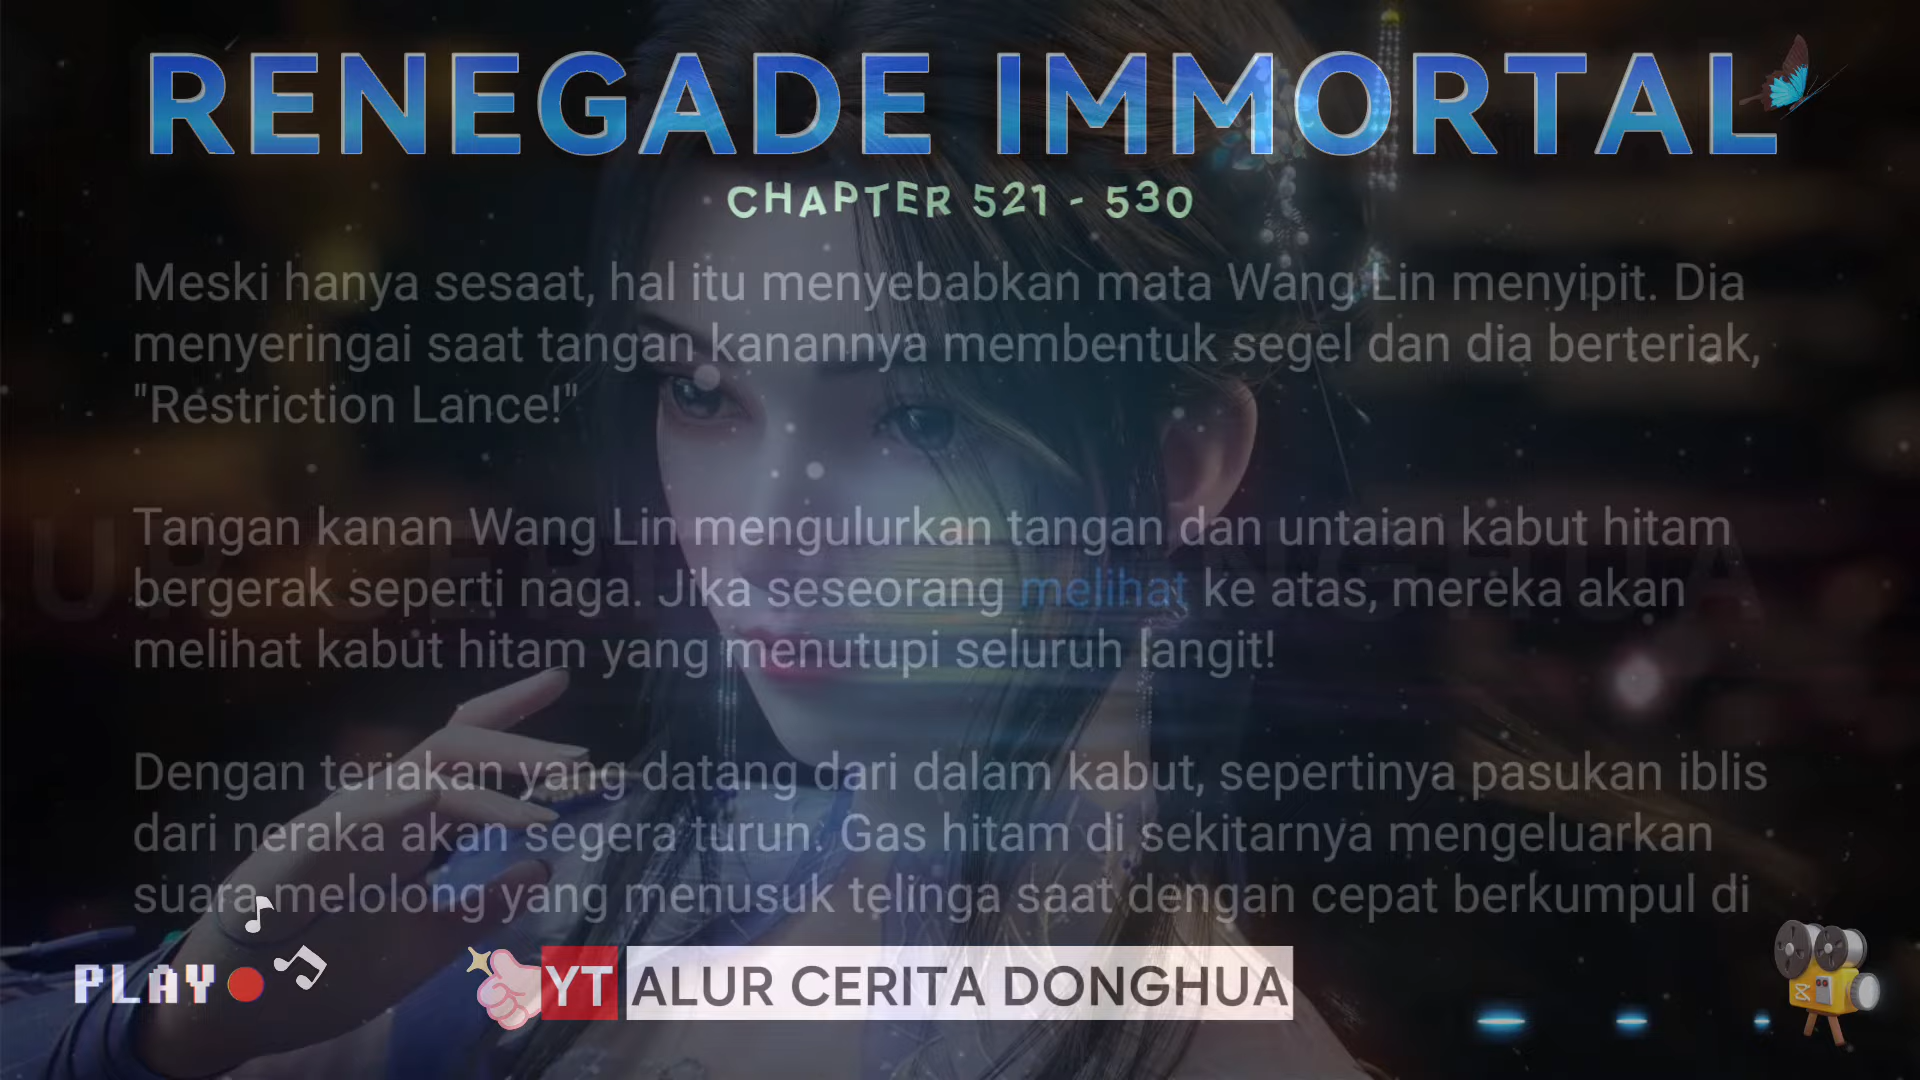 RENEGADE IMMORTAL
CHAPTER 521 - 530
Meski hanya sesaat, hal itu menyebabkan mata Wang Lin menyipit. Dia
menyeringai saat tangan kanannya membentuk segel dan dia berteriak,
"Restriction Lance!"
Tangan kanan Wang Lin mengulurkan tangan dan untaian kabut hitam
bergerak seperti naga. Jika seseorang melihat ke atas, mereka akan
melihat kabut hitam yang menutupi seluruh langit!
Dengan teriakan yang datang dari dalam kabut, sepertinya pasukan iblis
dari neraka akan segera turun. Gas hitam di sekitarnya mengeluarkan
suara melolong yang menusuk telinga saat dengan cepat berkumpul di
PLAY
YT ALUR CERITA DONGHUA